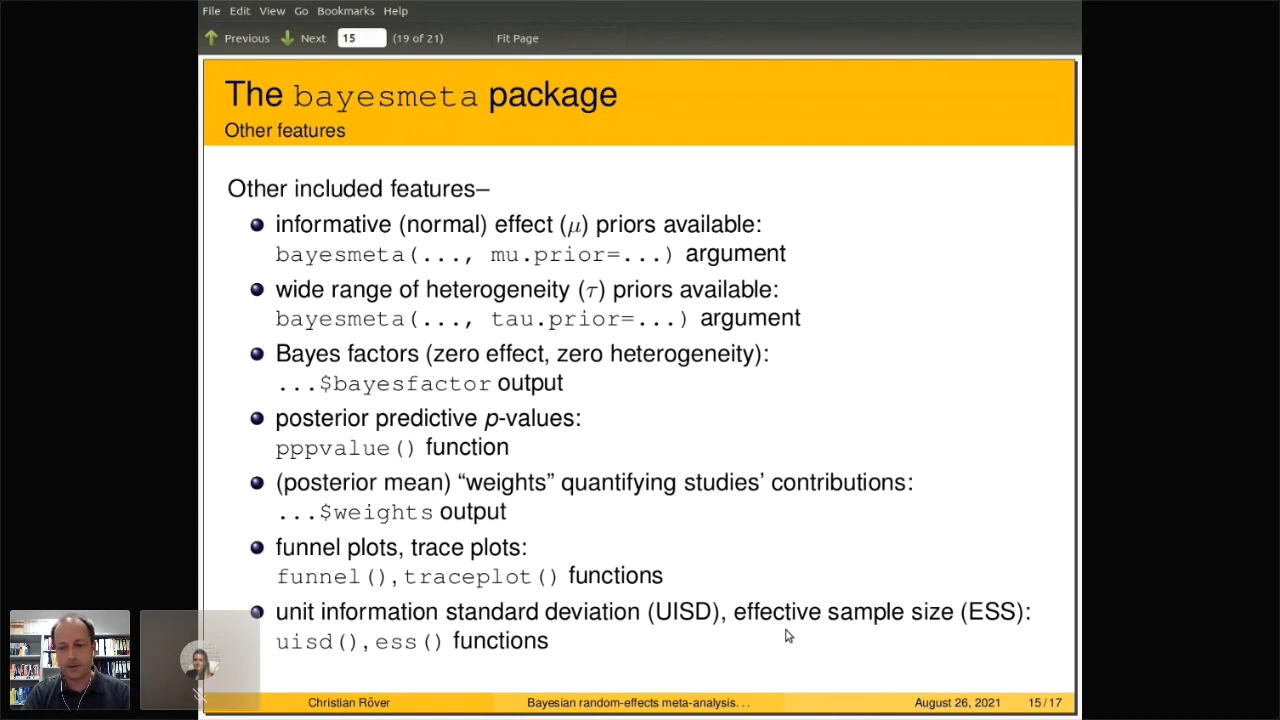 File Edit View Go Bookmarks Help
Previous Next 15 (19 of 21) Fit Page
The bayesmeta package
Other features
Other included features–
informative (normal) effect (μ) priors available:
bayesmeta(..., mu.prior=...) argument
wide range of heterogeneity (τ) priors available:
bayesmeta(..., tau.prior=...) argument
Bayes factors (zero effect, zero heterogeneity):
...$bayesfactor output
posterior predictive p-values:
pppvalue() function
(posterior mean) “weights” quantifying studies’ contributions:
...$weights output
funnel plots, trace plots:
funnel(), traceplot() functions
unit information standard deviation (UISD), effective sample size (ESS):
uisd(), ess() functions
Christian Röver Bayesian random-effects meta-analysis... August 26, 2021 15 / 17